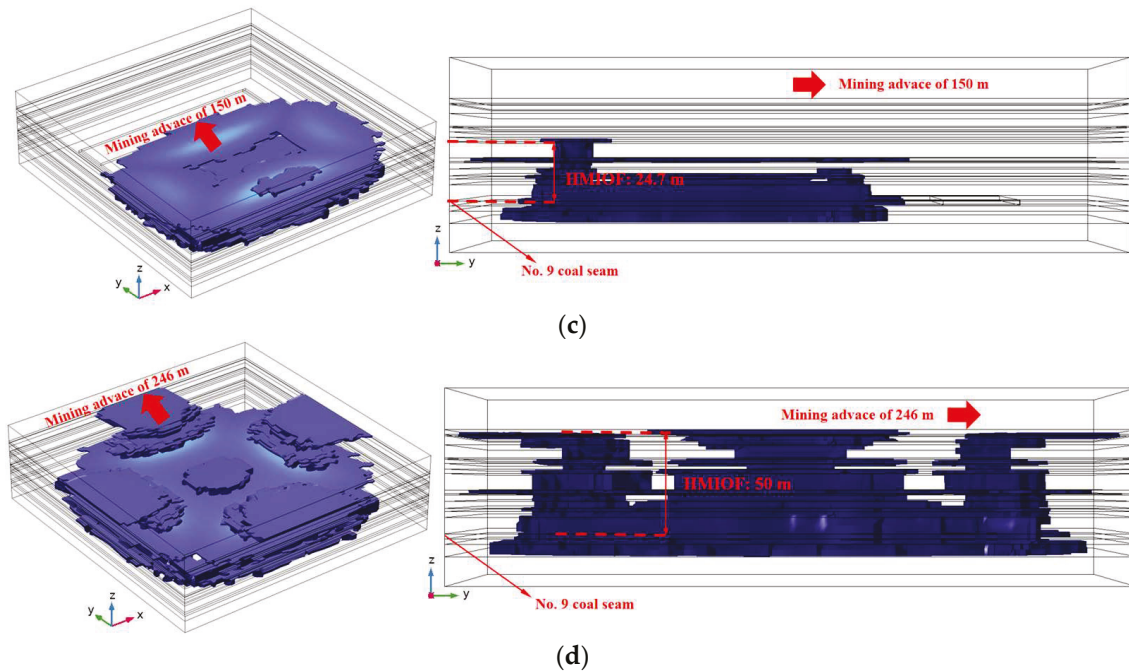 Mining advace of 150 m
Mining advace of 150 m
HMIOF: 24.7 m
No. 9 coal seam
z
y
x
z
y
(c)
Mining advace of 246 m
Mining advace of 246 m
HMIOF: 50 m
No. 9 coal seam
z
y
x
z
y
(d)